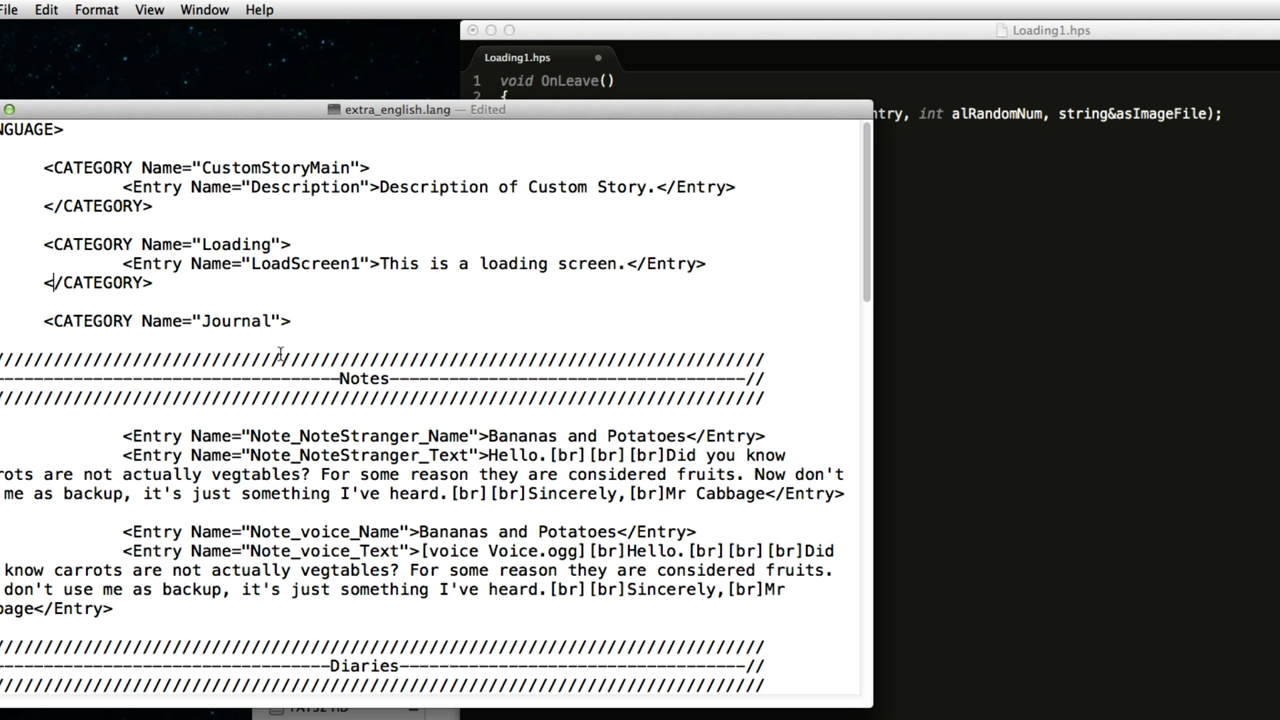 File Edit Format View Window Help
Loading1.hps
Loading1.hps
1 void OnLeave()
2 {
ntry, int alRandomNum, string&asImageFile);
extra_english.lang — Edited
NGUAGE>
<CATEGORY Name="CustomStoryMain">
<Entry Name="Description">Description of Custom Story.</Entry>
</CATEGORY>
<CATEGORY Name="Loading">
<Entry Name="LoadScreen1">This is a loading screen.</Entry>
</CATEGORY>
<CATEGORY Name="Journal">
//////////////////////////////////////////////////////////////////////////////
———————————————————————————————————Notes————————————————————————————————————//
//////////////////////////////////////////////////////////////////////////////
<Entry Name="Note_NoteStranger_Name">Bananas and Potatoes</Entry>
<Entry Name="Note_NoteStranger_Text">Hello.[br][br][br]Did you know
rots are not actually vegtables? For some reason they are considered fruits. Now don't
me as backup, it's just something I've heard.[br][br]Sincerely,[br]Mr Cabbage</Entry>
<Entry Name="Note_voice_Name">Bananas and Potatoes</Entry>
<Entry Name="Note_voice_Text">[voice Voice.ogg][br]Hello.[br][br][br]Did
know carrots are not actually vegtables? For some reason they are considered fruits.
don't use me as backup, it's just something I've heard.[br][br]Sincerely,[br]Mr
bage</Entry>
//////////////////////////////////////////////////////////////////////////////
——————————————————————————————————Diaries———————————————————————————————————//
//////////////////////////////////////////////////////////////////////////////